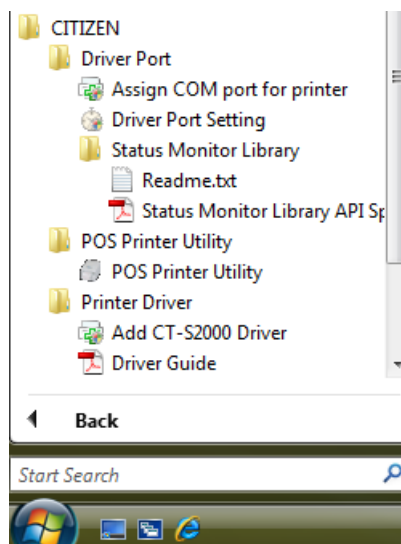 CITIZEN
Driver Port
Assign COM port for printer
Driver Port Setting
Status Monitor Library
Readme.txt
Status Monitor Library API
POS Printer Utility
POS Printer Utility
Printer Driver
Add CT-S2000 Driver
Driver Guide
Back
Start Search